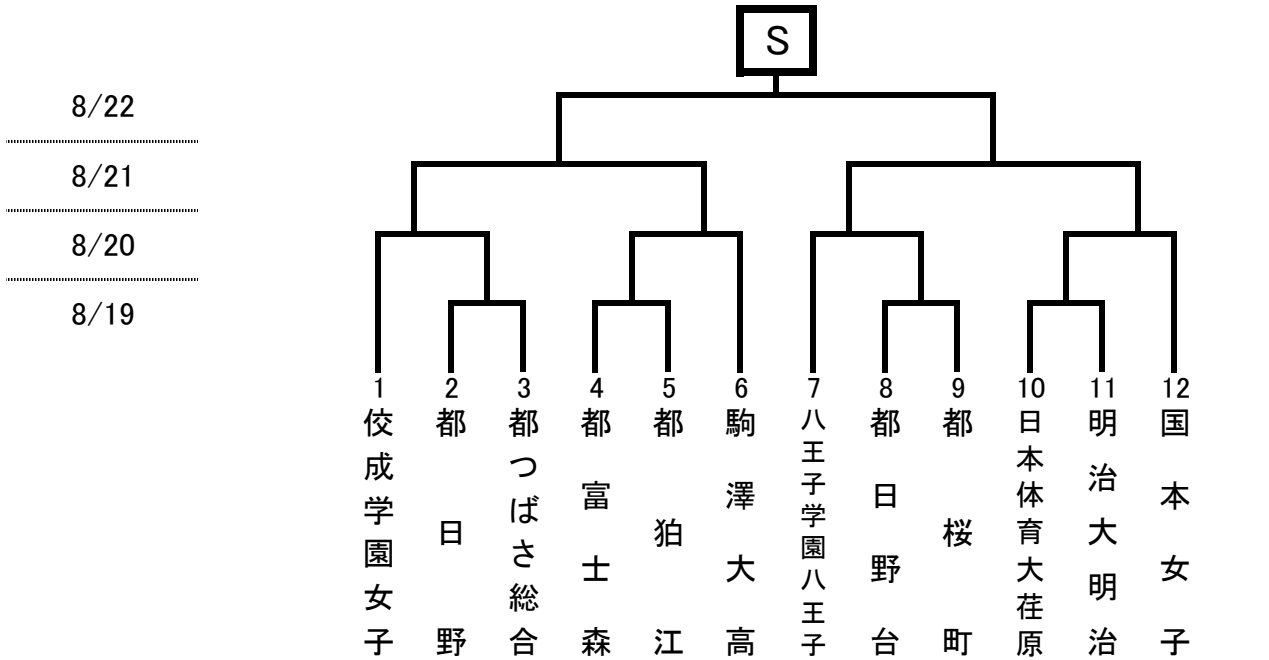 S
8/22
8/21
8/20
8/19
1
2
3
4
5
6
7
8
9
10
11
12
佼成学園女子
都日野
都つばさ総合
都富士森
都狛江
駒澤大高
八王子学園八王子
都日野台
都桜町
日本体育大荏原
明治大明治
国本女子